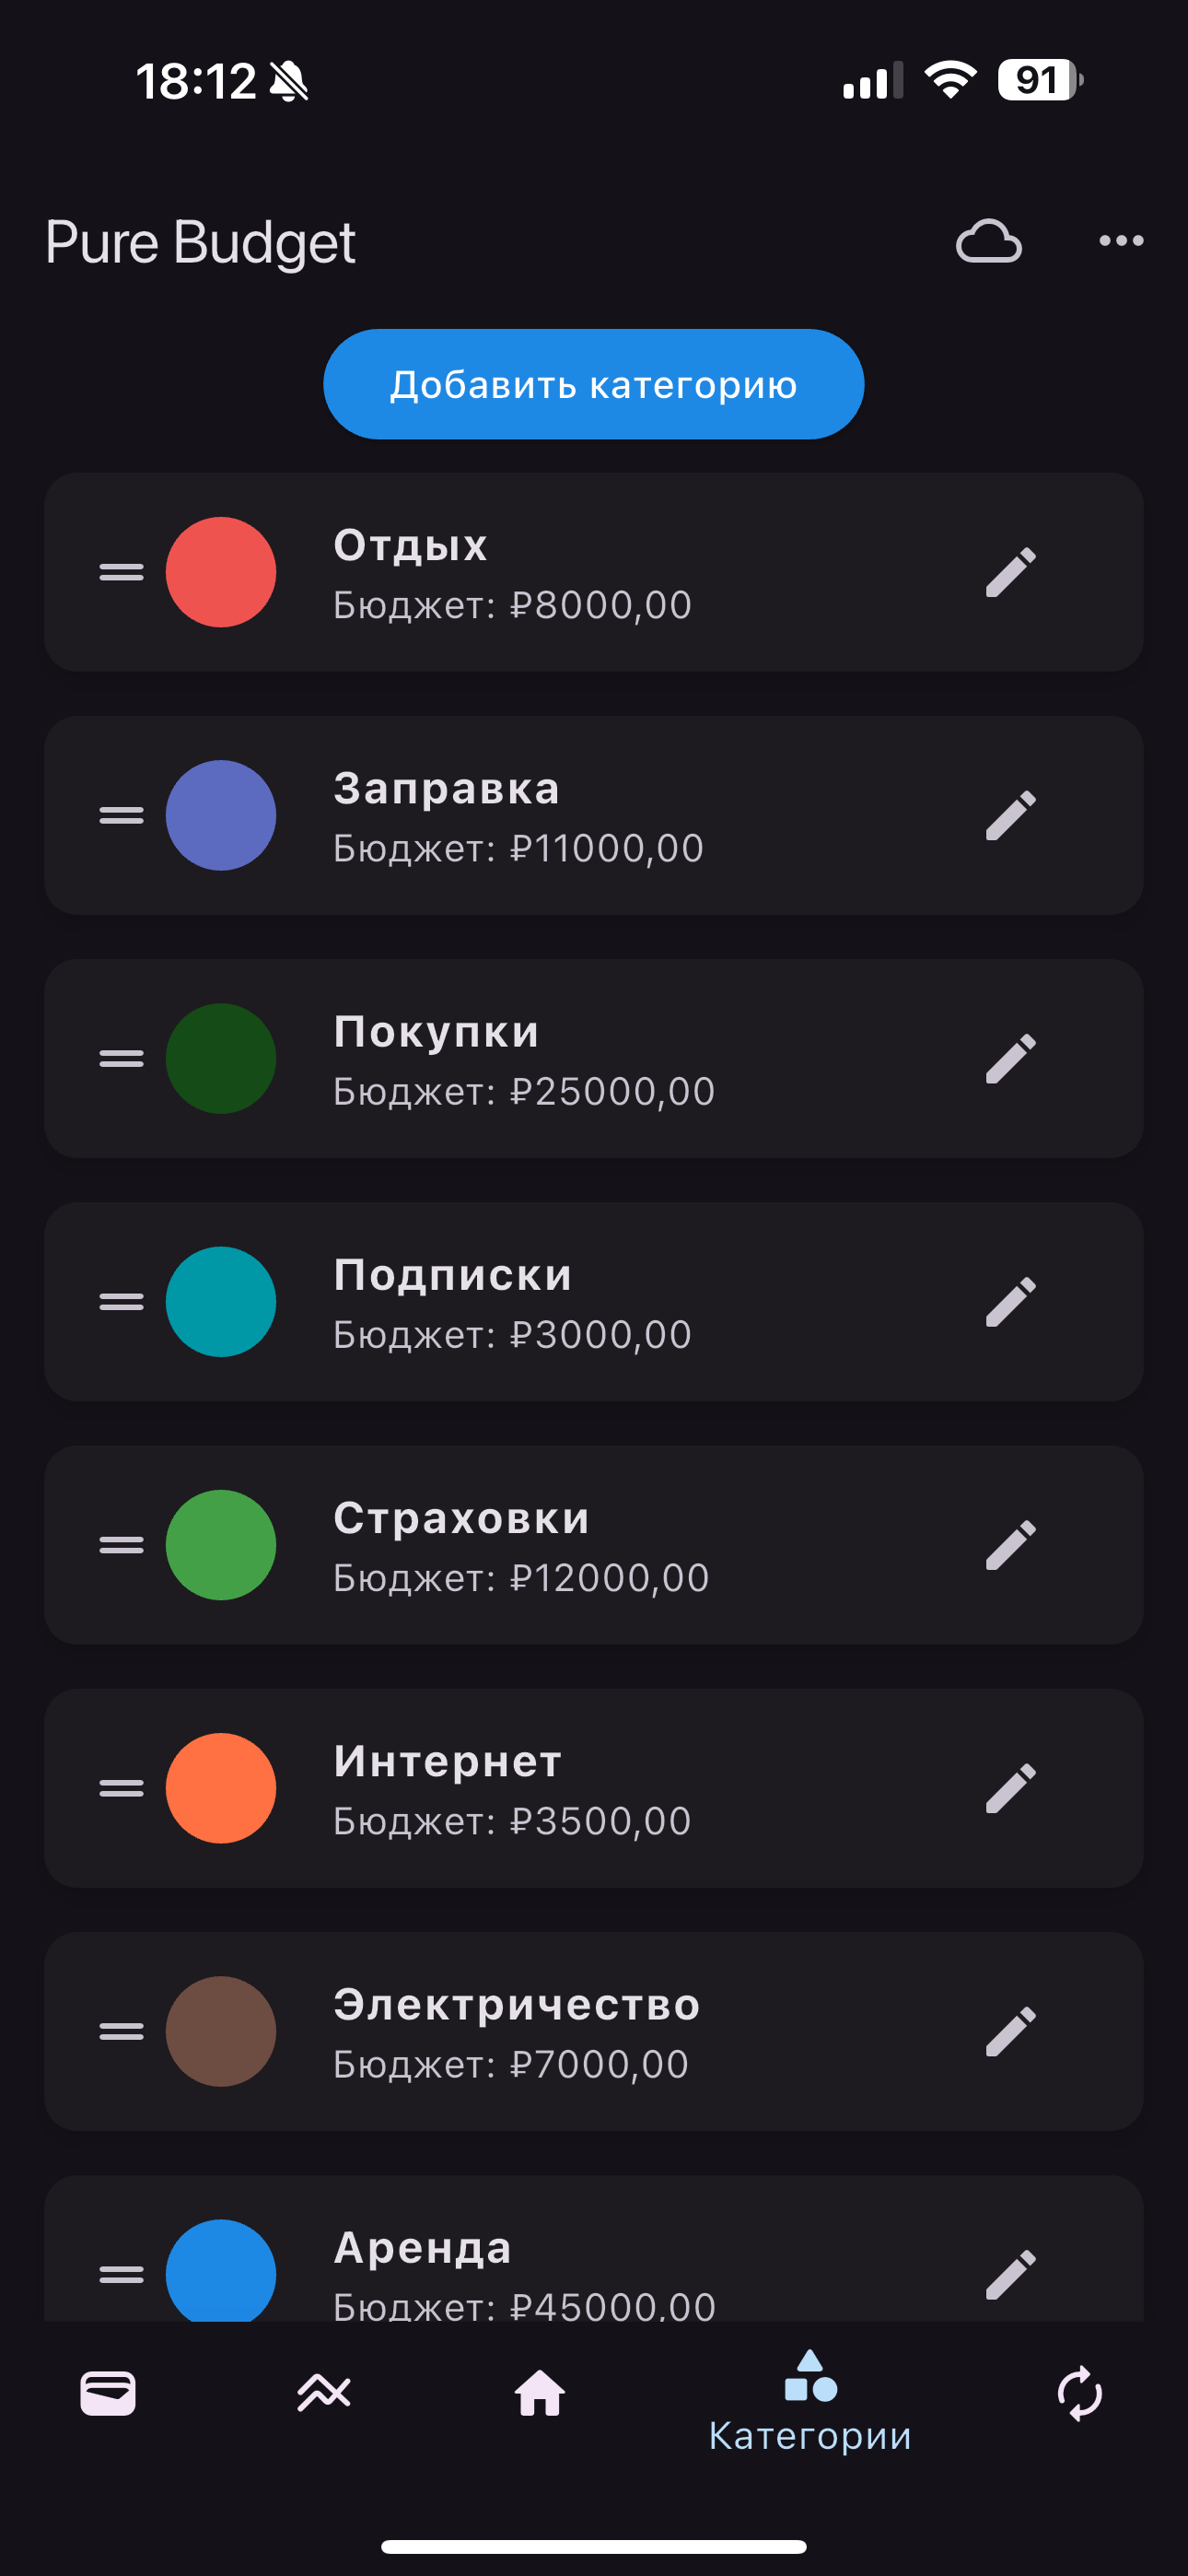 18:12
91
Pure Budget
Добавить категорию
Отдых
Бюджет: ₽8000,00
Заправка
Бюджет: ₽11000,00
Покупки
Бюджет: ₽25000,00
Подписки
Бюджет: ₽3000,00
Страховки
Бюджет: ₽12000,00
Интернет
Бюджет: ₽3500,00
Электричество
Бюджет: ₽7000,00
Аренда
Бюджет: ₽45000,00
Категории